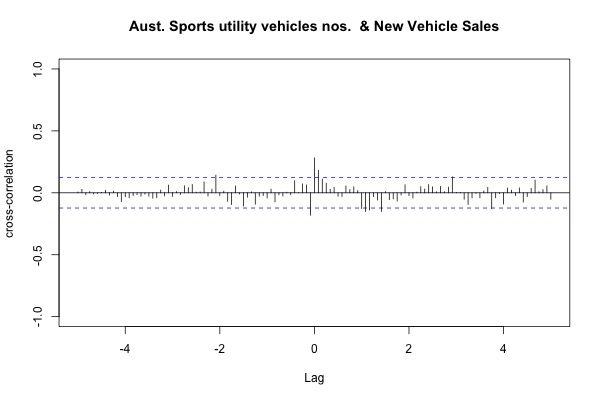 Aust. Sports utility vehicles nos.  & New Vehicle Sales
1.0
0.5
0.0
-0.5
-1.0
cross-correlation
-4 -2 0 2 4
Lag